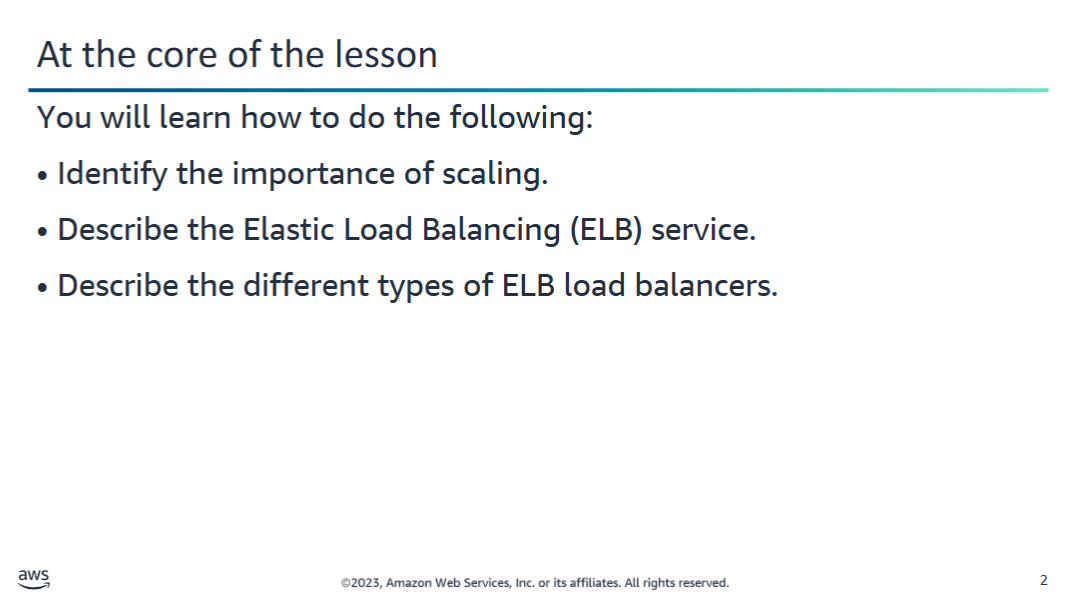 At the core of the lesson
You will learn how to do the following:
• Identify the importance of scaling.
• Describe the Elastic Load Balancing (ELB) service.
• Describe the different types of ELB load balancers.
aws
©2023, Amazon Web Services, Inc. or its affiliates. All rights reserved.
2